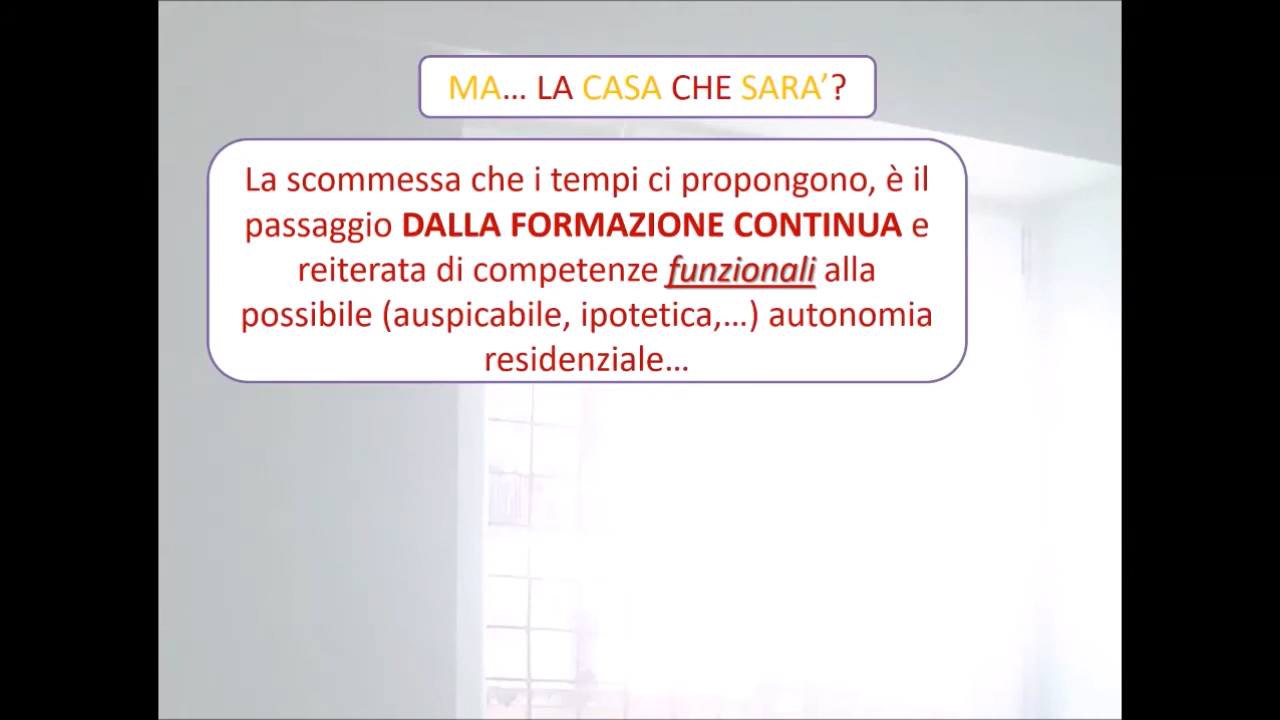 MA... LA CASA CHE SARA’?
La scommessa che i tempi ci propongono, è il
passaggio DALLA FORMAZIONE CONTINUA e
reiterata di competenze funzionali alla
possibile (auspicabile, ipotetica,...) autonomia
residenziale...